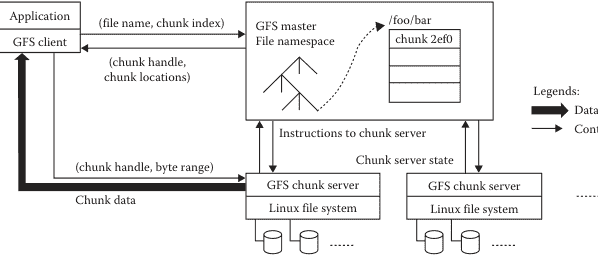 Application
GFS client
(file name, chunk index)
(chunk handle,
chunk locations)
GFS master
File namespace
/foo/bar
chunk 2ef0
Legends:
Data
Instructions to chunk server
Chunk server state
(chunk handle, byte range)
Chunk data
GFS chunk server
Linux file system
GFS chunk server
Linux file system